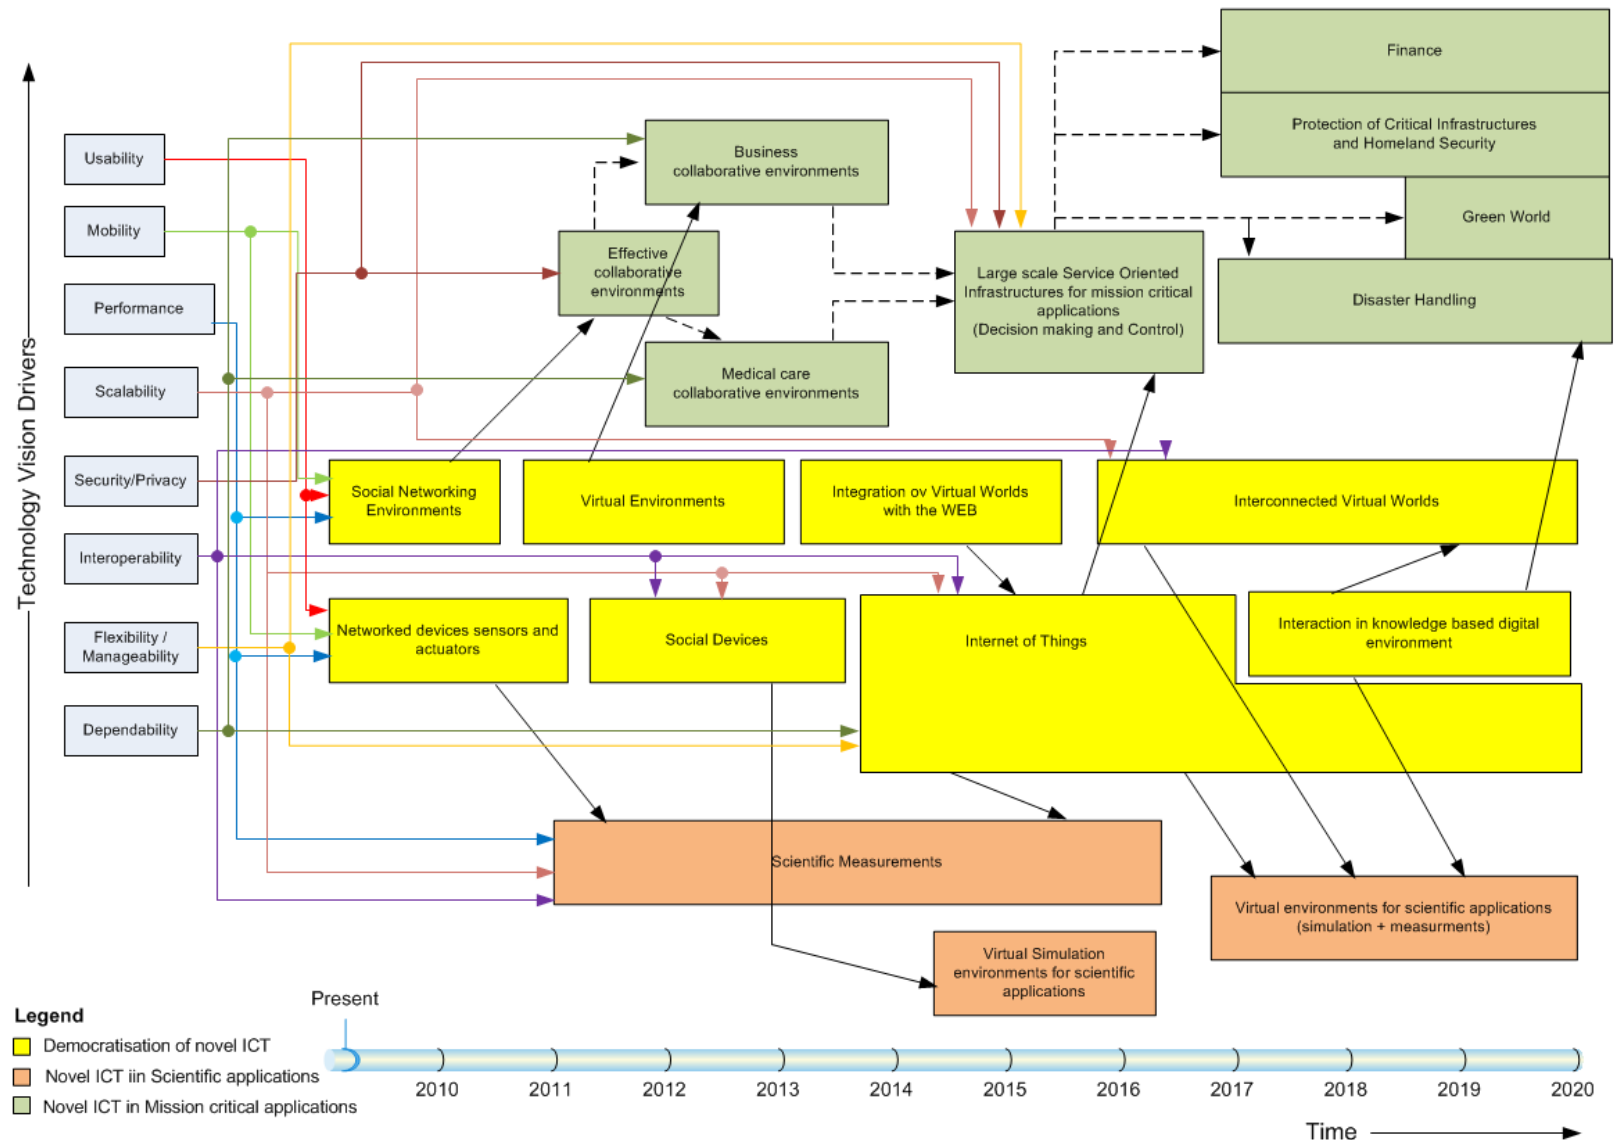 Technology Vision Drivers
Usability
Mobility
Performance
Scalability
Security/Privacy
Interoperability
Flexibility /
Manageability
Dependability
Finance
Protection of Critical Infrastructures
and Homeland Security
Green World
Disaster Handling
Business
collaborative environments
Effective
collaborative
environments
Medical care
collaborative environments
Large scale Service Oriented
Infrastructures for mission critical
applications
(Decision making and Control)
Social Networking
Environments
Virtual Environments
Integration ov Virtual Worlds
with the WEB
Interconnected Virtual Worlds
Networked devices sensors and
actuators
Social Devices
Internet of Things
Interaction in knowledge based digital
environment
Scientific Measurements
Virtual environments for scientific applications
(simulation + measurments)
Virtual Simulation
environments for scientific
applications
Present
Legend
Democratisation of novel ICT
Novel ICT iin Scientific applications
Novel ICT in Mission critical applications
2010 2011 2012 2013 2014 2015 2016 2017 2018 2019 2020
Time